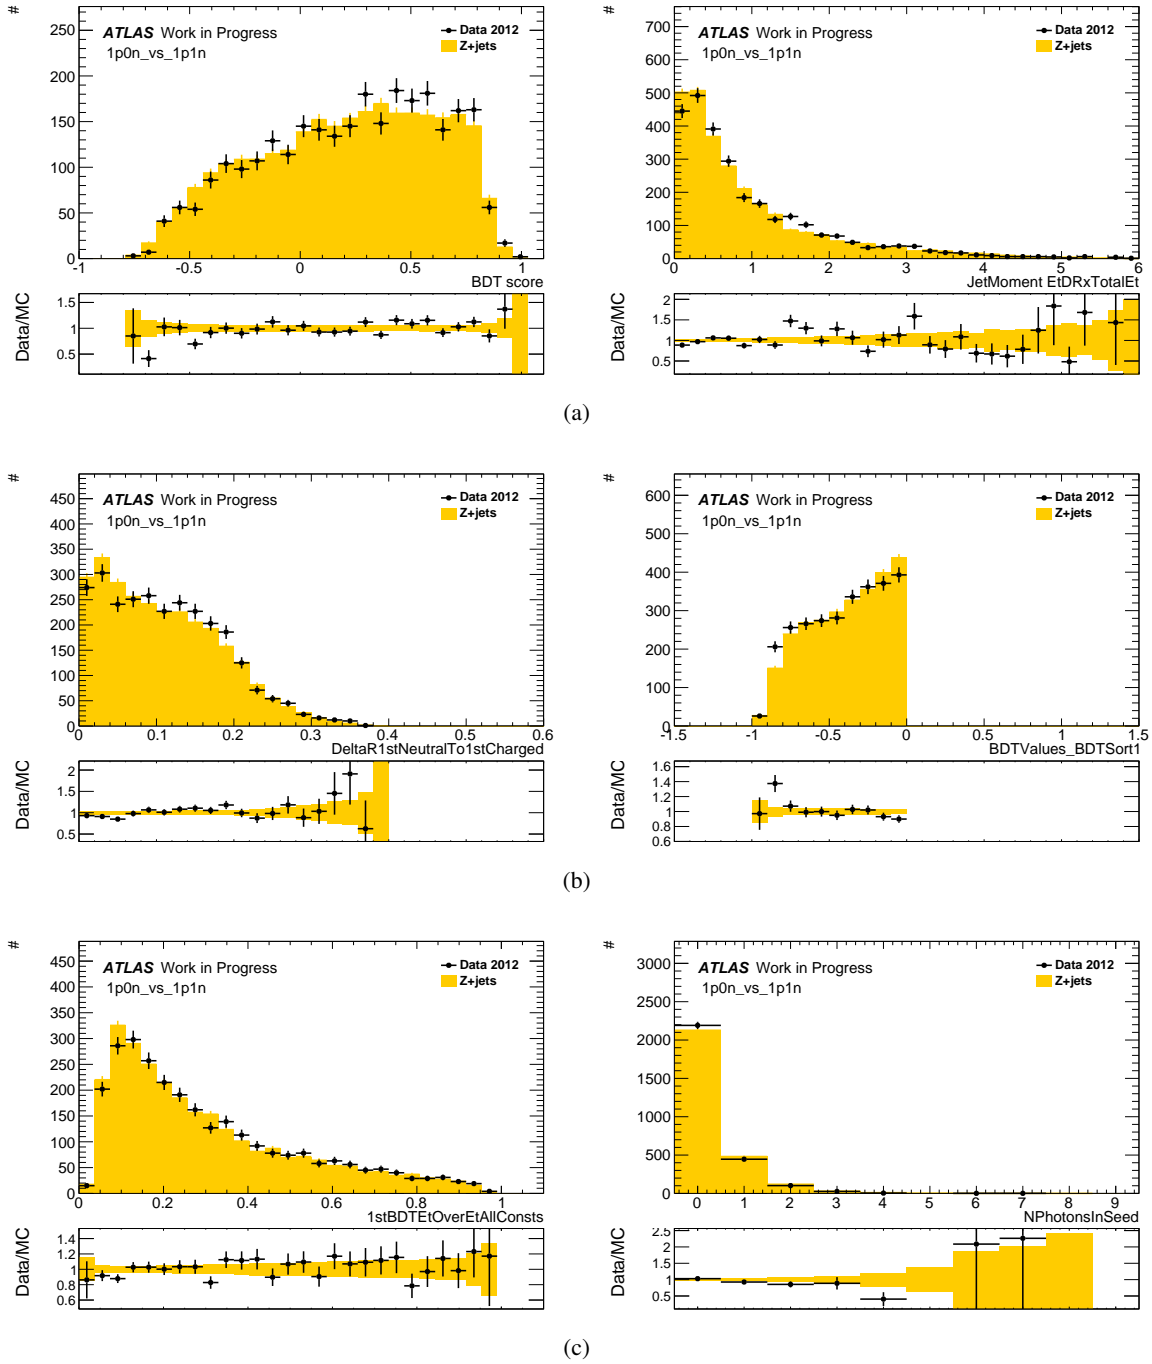 #
ATLAS Work in Progress
1p0n_vs_1p1n
Data 2012
Z+jets
250
200
150
100
50
0
-1 -0.5 0 0.5 1
BDT score
Data/MC
1.5
1
0.5
#
ATLAS Work in Progress
1p0n_vs_1p1n
Data 2012
Z+jets
700
600
500
400
300
200
100
0
0 1 2 3 4 5 6
JetMoment EtDRxTotalEt
Data/MC
2
1.5
1
0.5
(a)
#
ATLAS Work in Progress
1p0n_vs_1p1n
Data 2012
Z+jets
450
400
350
300
250
200
150
100
50
0
0 0.1 0.2 0.3 0.4 0.5 0.6
DeltaR1stNeutralTo1stCharged
Data/MC
2
1.5
1
0.5
#
ATLAS Work in Progress
1p0n_vs_1p1n
Data 2012
Z+jets
600
500
400
300
200
100
0
-1.5 -1 -0.5 0 0.5 1 1.5
BDTValues_BDTSort1
Data/MC
1.6
1.4
1.2
1.0
0.8
0.6
(b)
#
ATLAS Work in Progress
1p0n_vs_1p1n
Data 2012
Z+jets
450
400
350
300
250
200
150
100
50
0
0 0.2 0.4 0.6 0.8 1
1stBDTEtOverEtAllConsts
Data/MC
1.4
1.2
1.0
0.8
0.6
#
ATLAS Work in Progress
1p0n_vs_1p1n
Data 2012
Z+jets
3000
2500
2000
1500
1000
500
0
0 1 2 3 4 5 6 7 8 9
NPhotonsInSeed
Data/MC
2.5
2
1.5
1
0.5
(c)